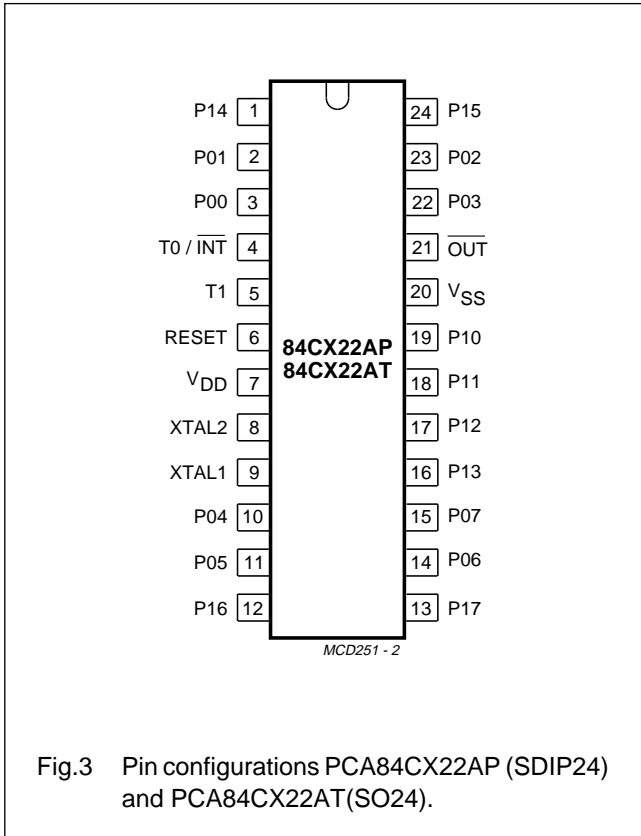 P14 1 24 P15
P01 2 23 P02
P00 3 22 P03
T0 / INT 4 21 OUT
T1 5 20 VSS
RESET 6 19 P10
84CX22AP
84CX22AT
VDD 7 18 P11
XTAL2 8 17 P12
XTAL1 9 16 P13
P04 10 15 P07
P05 11 14 P06
P16 12 13 P17
MCD251 - 2
Fig.3 Pin configurations PCA84CX22AP (SDIP24)
and PCA84CX22AT(SO24).